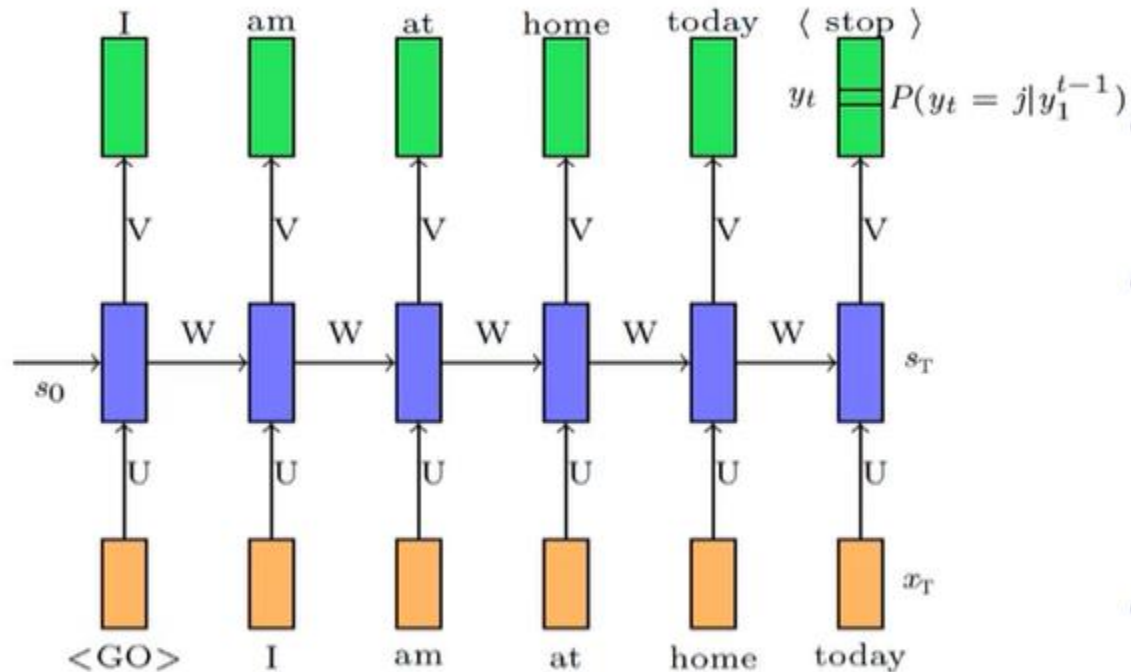 I am at home today ⟨ stop ⟩
y_t P(y_t = j|y_1^{t−1})
V V V V V V
W W W W W
s_0 s_T
U U U U U U
x_T
<GO> I am at home today